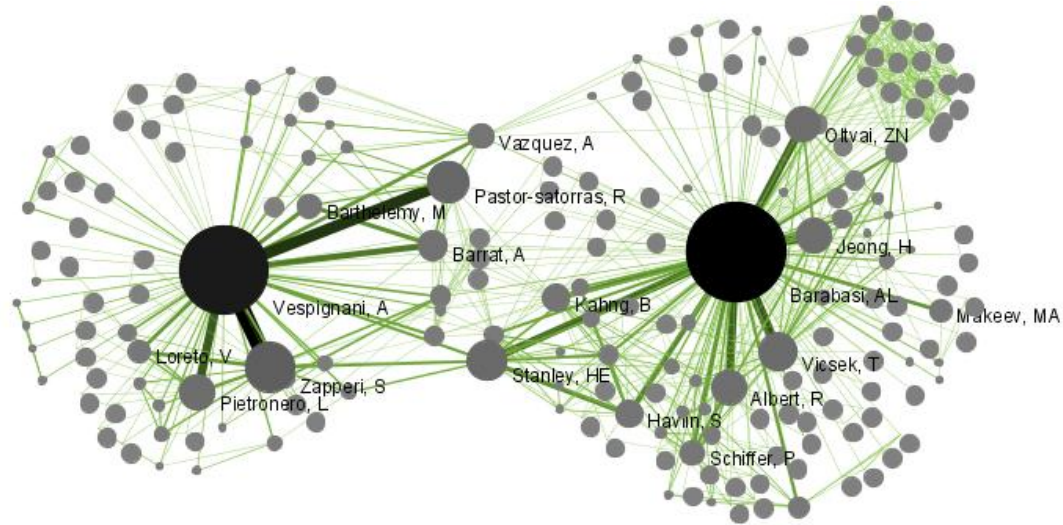 Oltvai, ZN
Vazquez, A
Pastor-satorras, R
Barthelemy, M
Barrat, A
Jeong, H
Barabasi, AL
Kahng, B
Vespignani, A
Makeev, MA
Loreto, V
Vicsek, T
Stanley, HE
Zapperi, S
Albert, R
Pietronero, L
Havlin, S
Schiffer, P